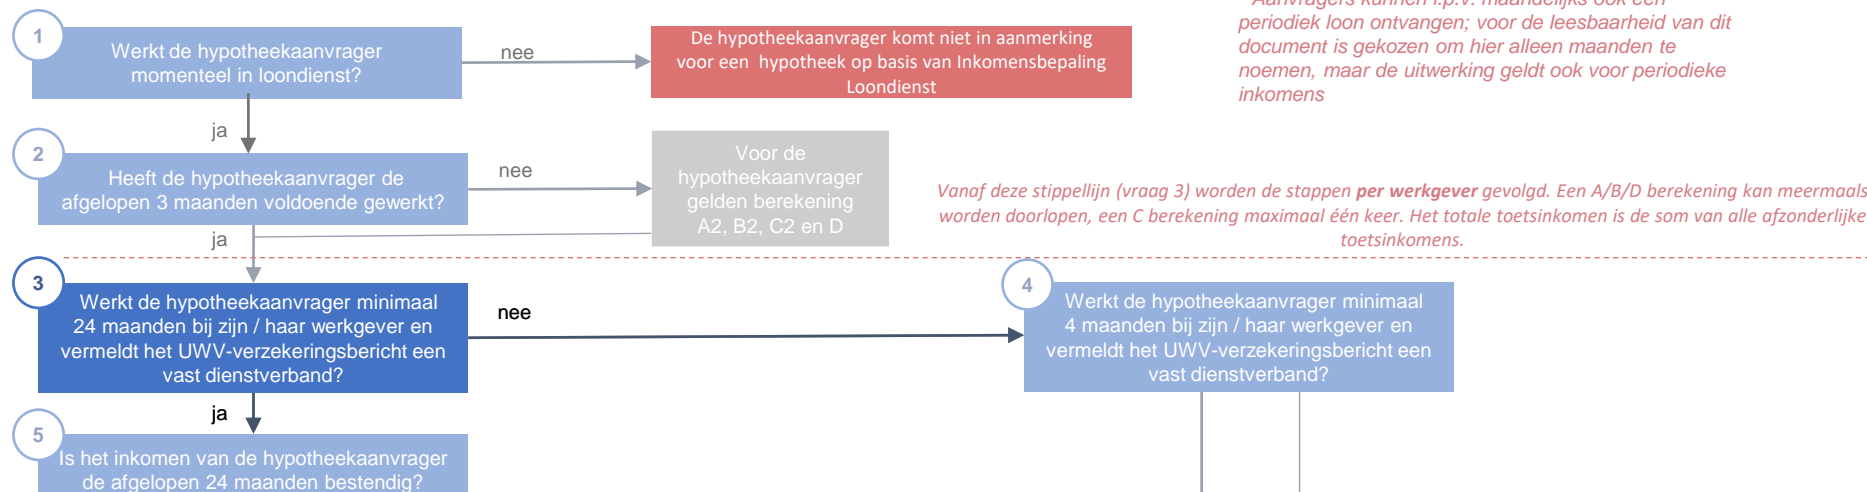 1
Werkt de hypotheekaanvrager
momenteel in loondienst?
nee
De hypotheekaanvrager komt niet in aanmerking
voor een hypotheek op basis van Inkomensbepaling
Loondienst
Aanvragers kunnen i.p.v. maandelijks ook een
periodiek loon ontvangen; voor de leesbaarheid van dit
document is gekozen om hier alleen maanden te
noemen, maar de uitwerking geldt ook voor periodieke
inkomens
ja
2
Heeft de hypotheekaanvrager de
afgelopen 3 maanden voldoende gewerkt?
nee
Voor de
hypotheekaanvrager
gelden berekening
A2, B2, C2 en D
Vanaf deze stippellijn (vraag 3) worden de stappen per werkgever gevolgd. Een A/B/D berekening kan meermaals
worden doorlopen, een C berekening maximaal één keer. Het totale toetsinkomen is de som van alle afzonderlijke
toetsinkomens.
ja
3
Werkt de hypotheekaanvrager minimaal
24 maanden bij zijn / haar werkgever en
vermeldt het UWV-verzekeringsbericht een
vast dienstverband?
nee
4
Werkt de hypotheekaanvrager minimaal
4 maanden bij zijn / haar werkgever en
vermeldt het UWV-verzekeringsbericht een
vast dienstverband?
ja
5
Is het inkomen van de hypotheekaanvrager
de afgelopen 24 maanden bestendig?